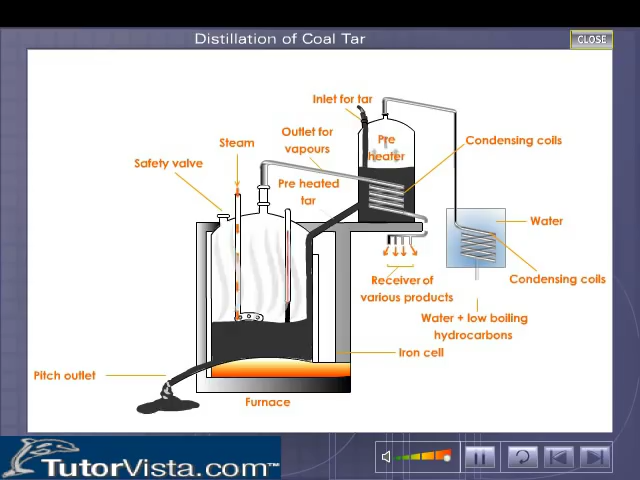 Distillation of Coal Tar
CLOSE
Inlet for tar
Outlet for
vapours
Steam
Pre
heater
Condensing coils
Safety valve
Pre heated
tar
Water
Condensing coils
Receiver of
various products
Water + low boiling
hydrocarbons
Iron cell
Pitch outlet
Furnace
TutorVista.com™